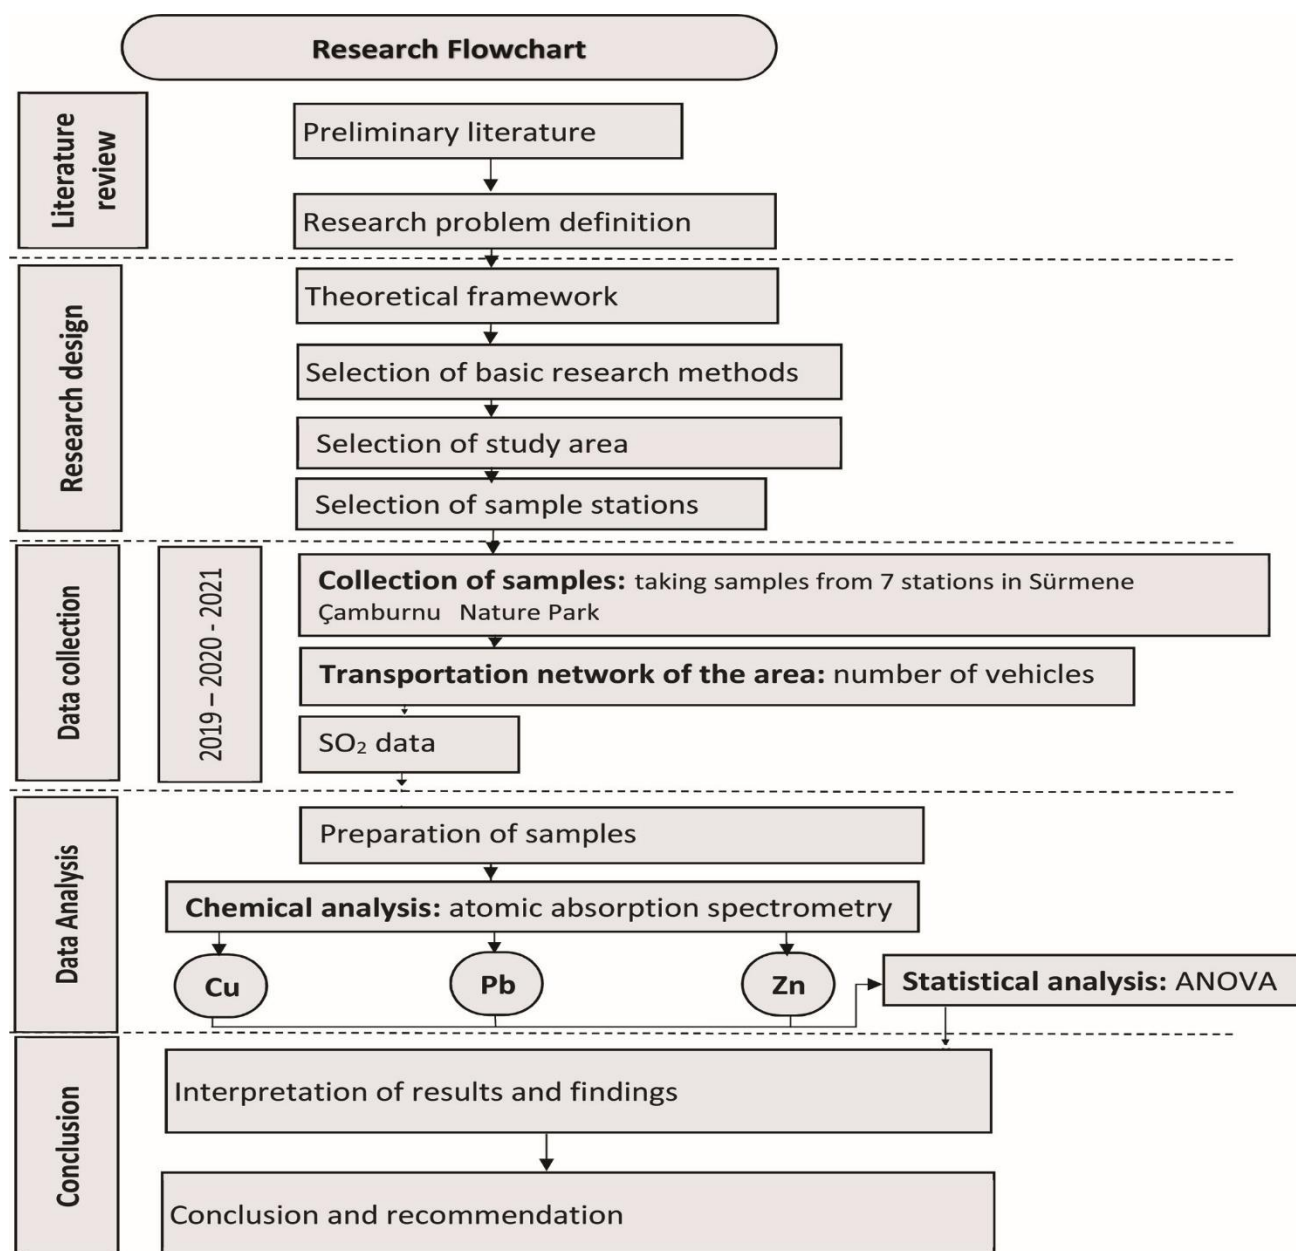 Research Flowchart
Literature
review
Preliminary literature
Research problem definition
Research design
Theoretical framework
Selection of basic research methods
Selection of study area
Selection of sample stations
Data collection
2019 – 2020 - 2021
Collection of samples: taking samples from 7 stations in Sürmene
Çamburnu Nature Park
Transportation network of the area: number of vehicles
SO₂ data
Data Analysis
Preparation of samples
Chemical analysis: atomic absorption spectrometry
Cu
Pb
Zn
Statistical analysis: ANOVA
Conclusion
Interpretation of results and findings
Conclusion and recommendation